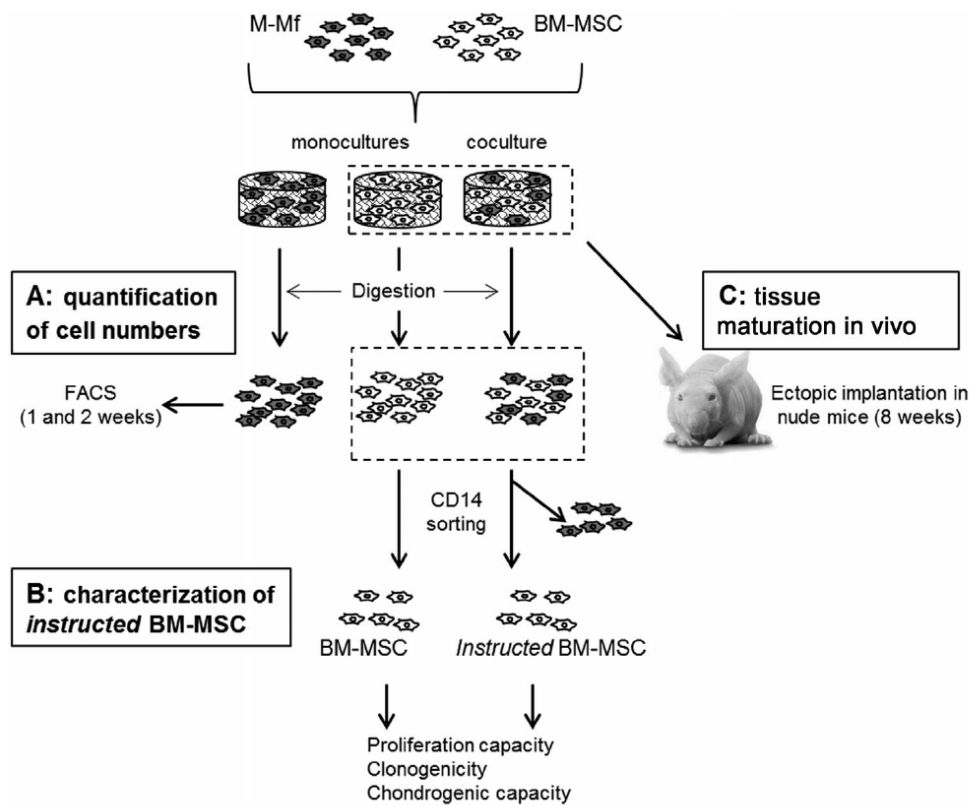 M-Mf
BM-MSC
monocultures
coculture
A: quantification
of cell numbers
Digestion
C: tissue
maturation in vivo
FACS
(1 and 2 weeks)
Ectopic implantation in
nude mice (8 weeks)
CD14
sorting
B: characterization of
instructed BM-MSC
BM-MSC
Instructed BM-MSC
Proliferation capacity
Clonogenicity
Chondrogenic capacity